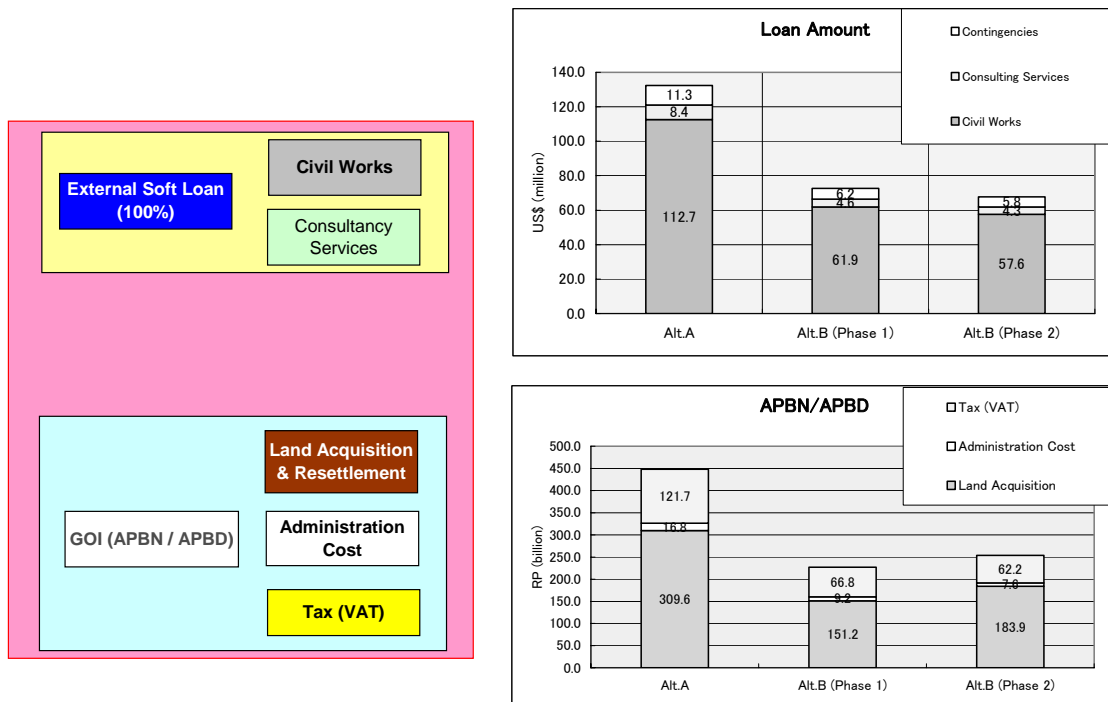 External Soft Loan
(100%)
Civil Works
Consultancy
Services
GOI (APBN / APBD)
Land Acquisition
& Resettlement
Administration
Cost
Tax (VAT)
Loan Amount
Contingencies
Consulting Services
Civil Works
US$ (million)
140.0
120.0
100.0
80.0
60.0
40.0
20.0
0.0
11.3
8.4
112.7
6.2
4.6
61.9
5.8
4.3
57.6
Alt.A
Alt.B (Phase 1)
Alt.B (Phase 2)
APBN/APBD
Tax (VAT)
Administration Cost
Land Acquisition
RP (billion)
500.0
450.0
400.0
350.0
300.0
250.0
200.0
150.0
100.0
50.0
0.0
121.7
16.8
309.6
66.8
9.2
151.2
62.2
183.9
Alt.A
Alt.B (Phase 1)
Alt.B (Phase 2)